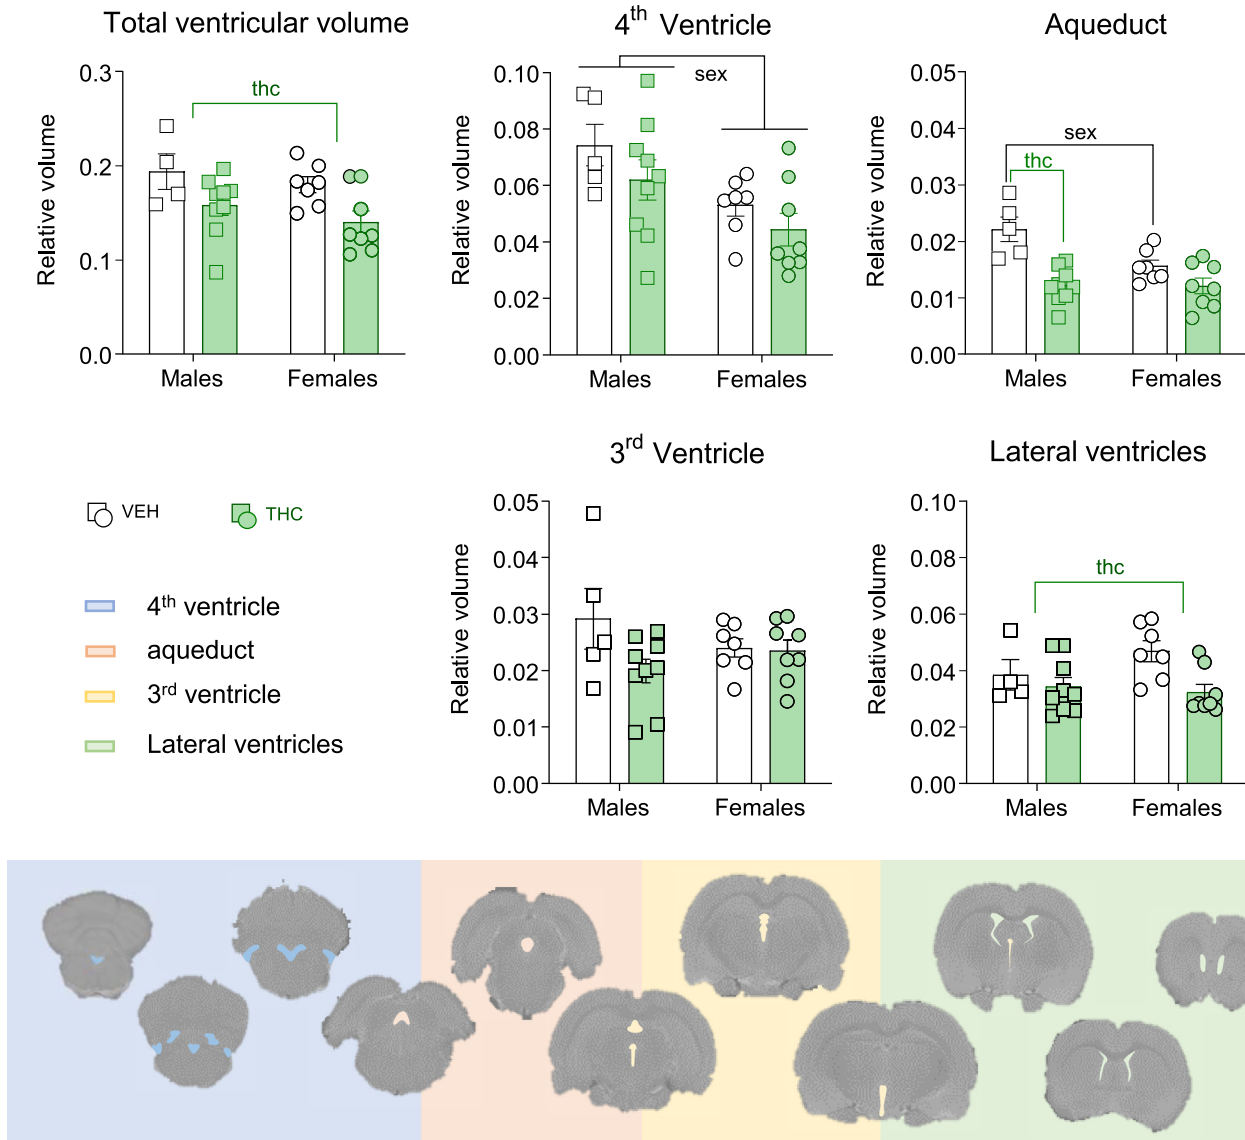 Total ventricular volume
0.3
0.2
0.1
0.0
Relative volume
thc
Males
Females
4th Ventricle
0.10
0.08
0.06
0.04
0.02
0.00
Relative volume
sex
Males
Females
Aqueduct
0.05
0.04
0.03
0.02
0.01
0.00
Relative volume
sex
thc
Males
Females
VEH
THC
4th ventricle
aqueduct
3rd ventricle
Lateral ventricles
3rd Ventricle
0.05
0.04
0.03
0.02
0.01
0.00
Relative volume
Males
Females
Lateral ventricles
0.10
0.08
0.06
0.04
0.02
0.00
Relative volume
thc
Males
Females